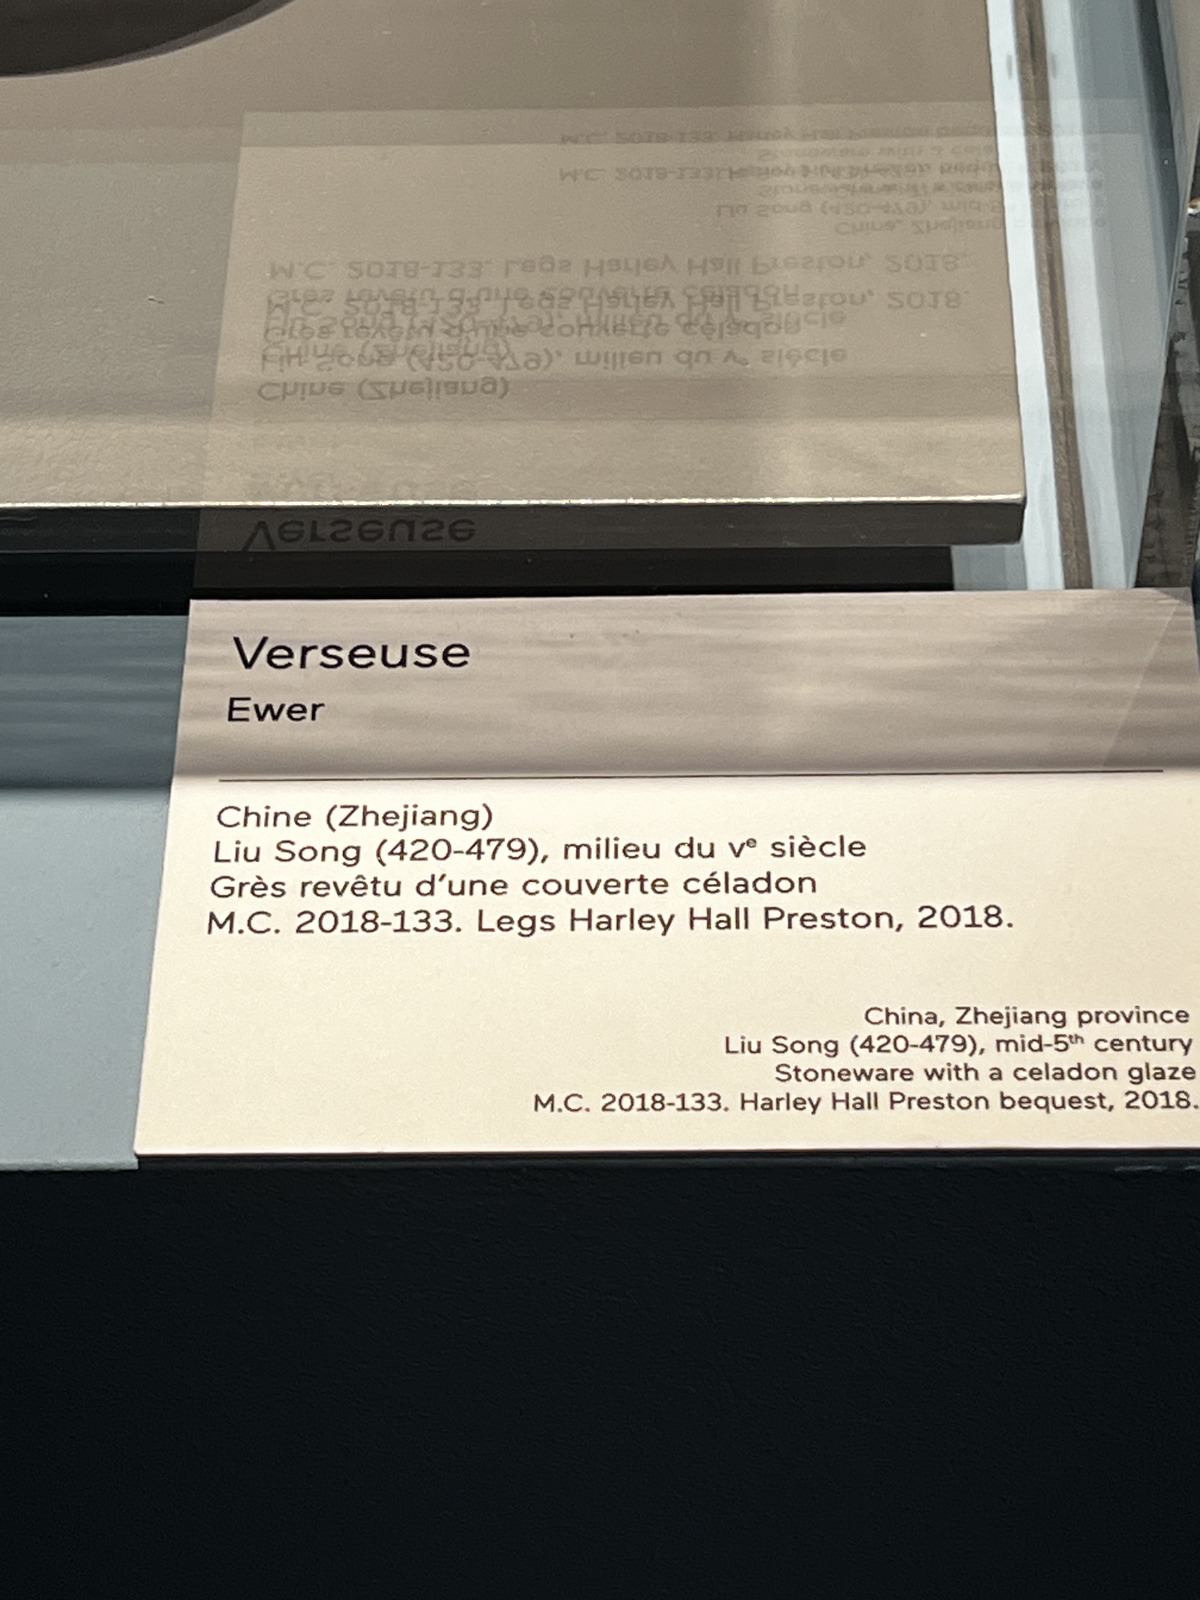 Verseuse
Ewer
Chine (Zhejiang)
Liu Song (420-479), milieu du vᵉ siècle
Grès revêtu d’une couverte céladon
M.C. 2018-133. Legs Harley Hall Preston, 2018.
China, Zhejiang province
Liu Song (420-479), mid-5ᵗʰ century
Stoneware with a celadon glaze
M.C. 2018-133. Harley Hall Preston bequest, 2018.